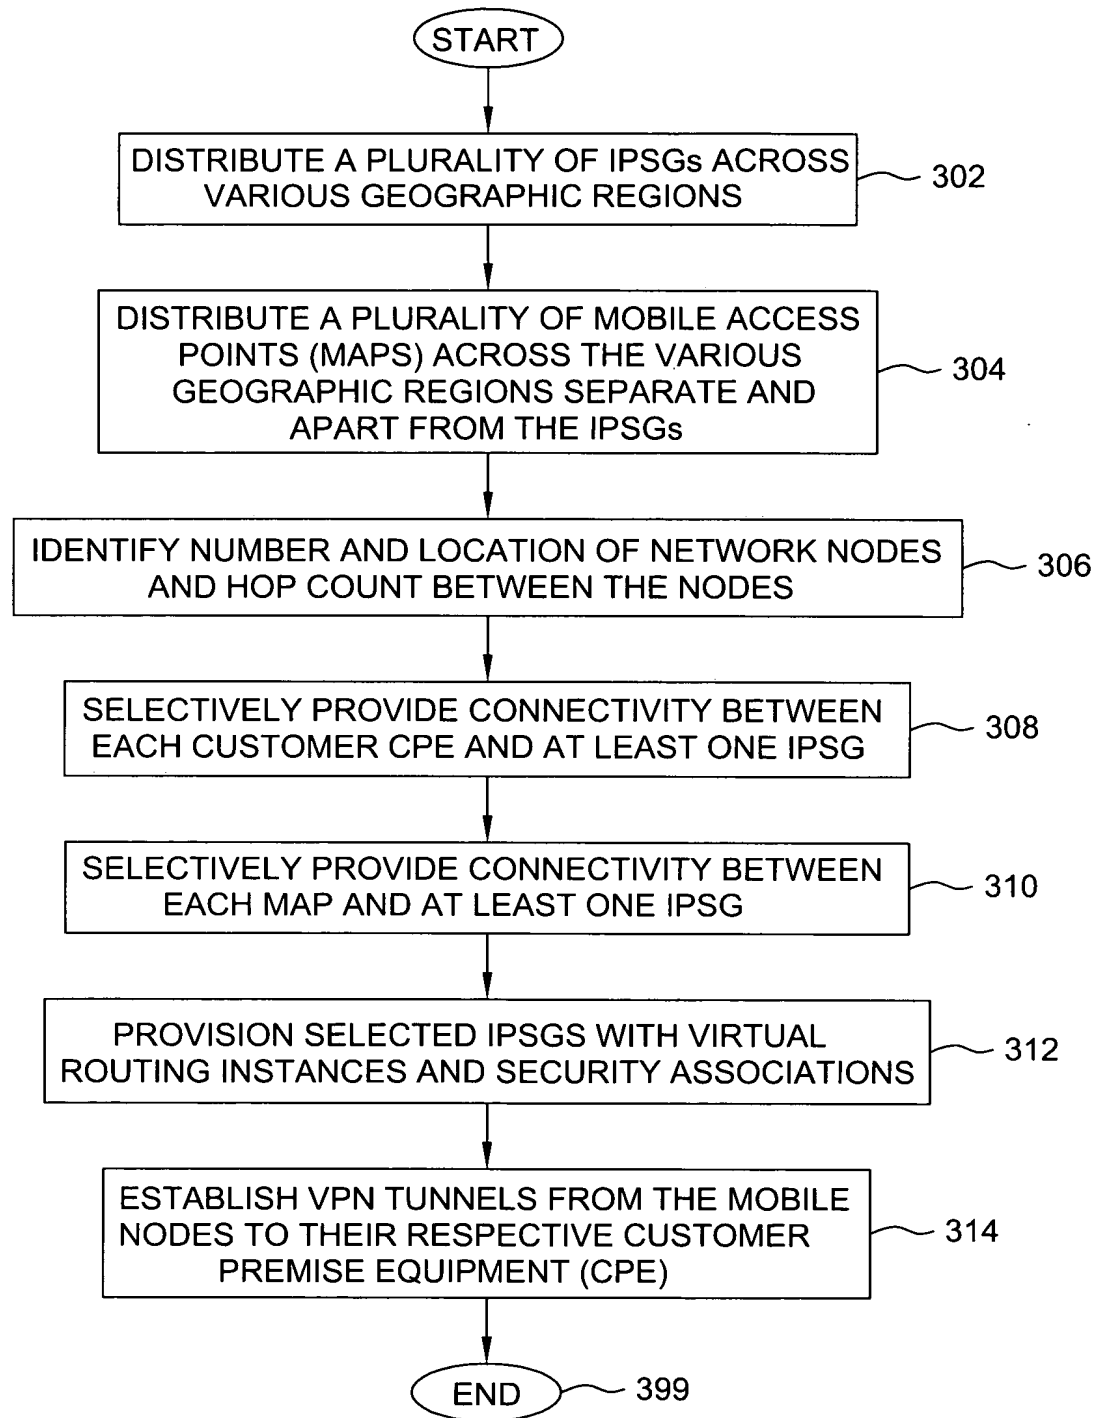 START
DISTRIBUTE A PLURALITY OF IPSGs ACROSS
VARIOUS GEOGRAPHIC REGIONS
302
DISTRIBUTE A PLURALITY OF MOBILE ACCESS
POINTS (MAPS) ACROSS THE VARIOUS
GEOGRAPHIC REGIONS SEPARATE AND
APART FROM THE IPSGs
304
IDENTIFY NUMBER AND LOCATION OF NETWORK NODES
AND HOP COUNT BETWEEN THE NODES
306
SELECTIVELY PROVIDE CONNECTIVITY BETWEEN
EACH CUSTOMER CPE AND AT LEAST ONE IPSG
308
SELECTIVELY PROVIDE CONNECTIVITY BETWEEN
EACH MAP AND AT LEAST ONE IPSG
310
PROVISION SELECTED IPSGS WITH VIRTUAL
ROUTING INSTANCES AND SECURITY ASSOCIATIONS
312
ESTABLISH VPN TUNNELS FROM THE MOBILE
NODES TO THEIR RESPECTIVE CUSTOMER
PREMISE EQUIPMENT (CPE)
314
END
399